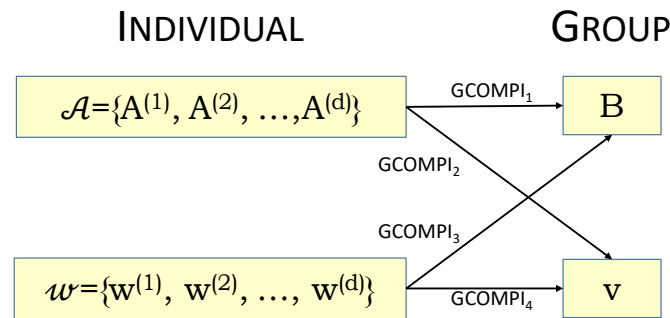 INDIVIDUAL GROUP
𝒜={A⁽¹⁾, A⁽²⁾, …,A⁽ᵈ⁾} GCOMPI₁ B
GCOMPI₂
GCOMPI₃
𝓌={w⁽¹⁾, w⁽²⁾, …, w⁽ᵈ⁾} GCOMPI₄ v